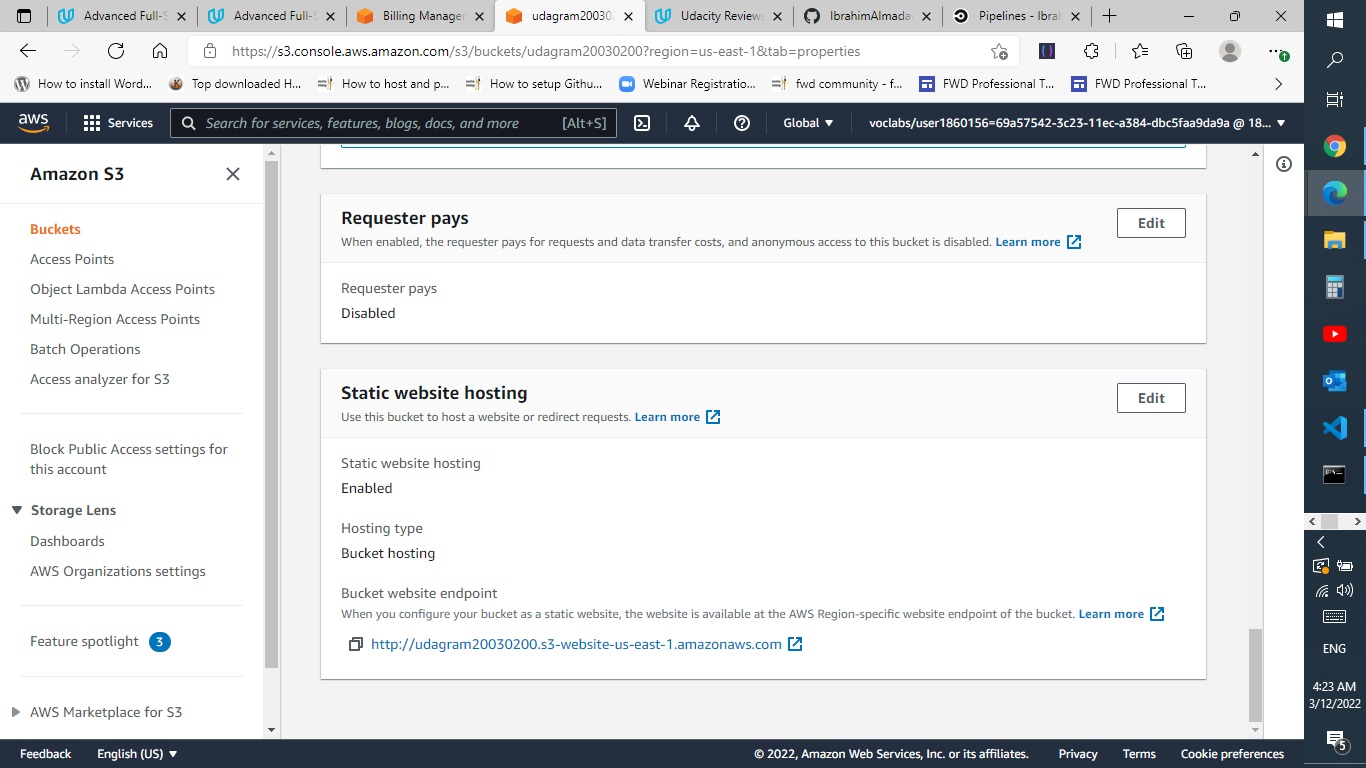 Advanced Full-S
Advanced Full-S
Billing Manager
udagram20030
Udacity Reviews
IbrahimAlmada
Pipelines - Ibrah
https://s3.console.aws.amazon.com/s3/buckets/udagram20030200?region=us-east-1&tab=properties
How to install Word...
Top downloaded H...
How to host and p...
How to setup Githu...
Webinar Registratio...
fwd community - f...
FWD Professional T...
FWD Professional T...
aws
Services
Search for services, features, blogs, docs, and more
[Alt+S]
Global
voclabs/user1860156=69a57542-3c23-11ec-a384-dbc5faa9da9a @ 18...
Amazon S3
Buckets
Access Points
Object Lambda Access Points
Multi-Region Access Points
Batch Operations
Access analyzer for S3
Block Public Access settings for
this account
Storage Lens
Dashboards
AWS Organizations settings
Feature spotlight 3
AWS Marketplace for S3
Requester pays
Edit
When enabled, the requester pays for requests and data transfer costs, and anonymous access to this bucket is disabled. Learn more
Requester pays
Disabled
Static website hosting
Edit
Use this bucket to host a website or redirect requests. Learn more
Static website hosting
Enabled
Hosting type
Bucket hosting
Bucket website endpoint
When you configure your bucket as a static website, the website is available at the AWS Region-specific website endpoint of the bucket. Learn more
http://udagram20030200.s3-website-us-east-1.amazonaws.com
Feedback
English (US)
© 2022, Amazon Web Services, Inc. or its affiliates.
Privacy
Terms
Cookie preferences
ENG
4:23 AM
3/12/2022
5